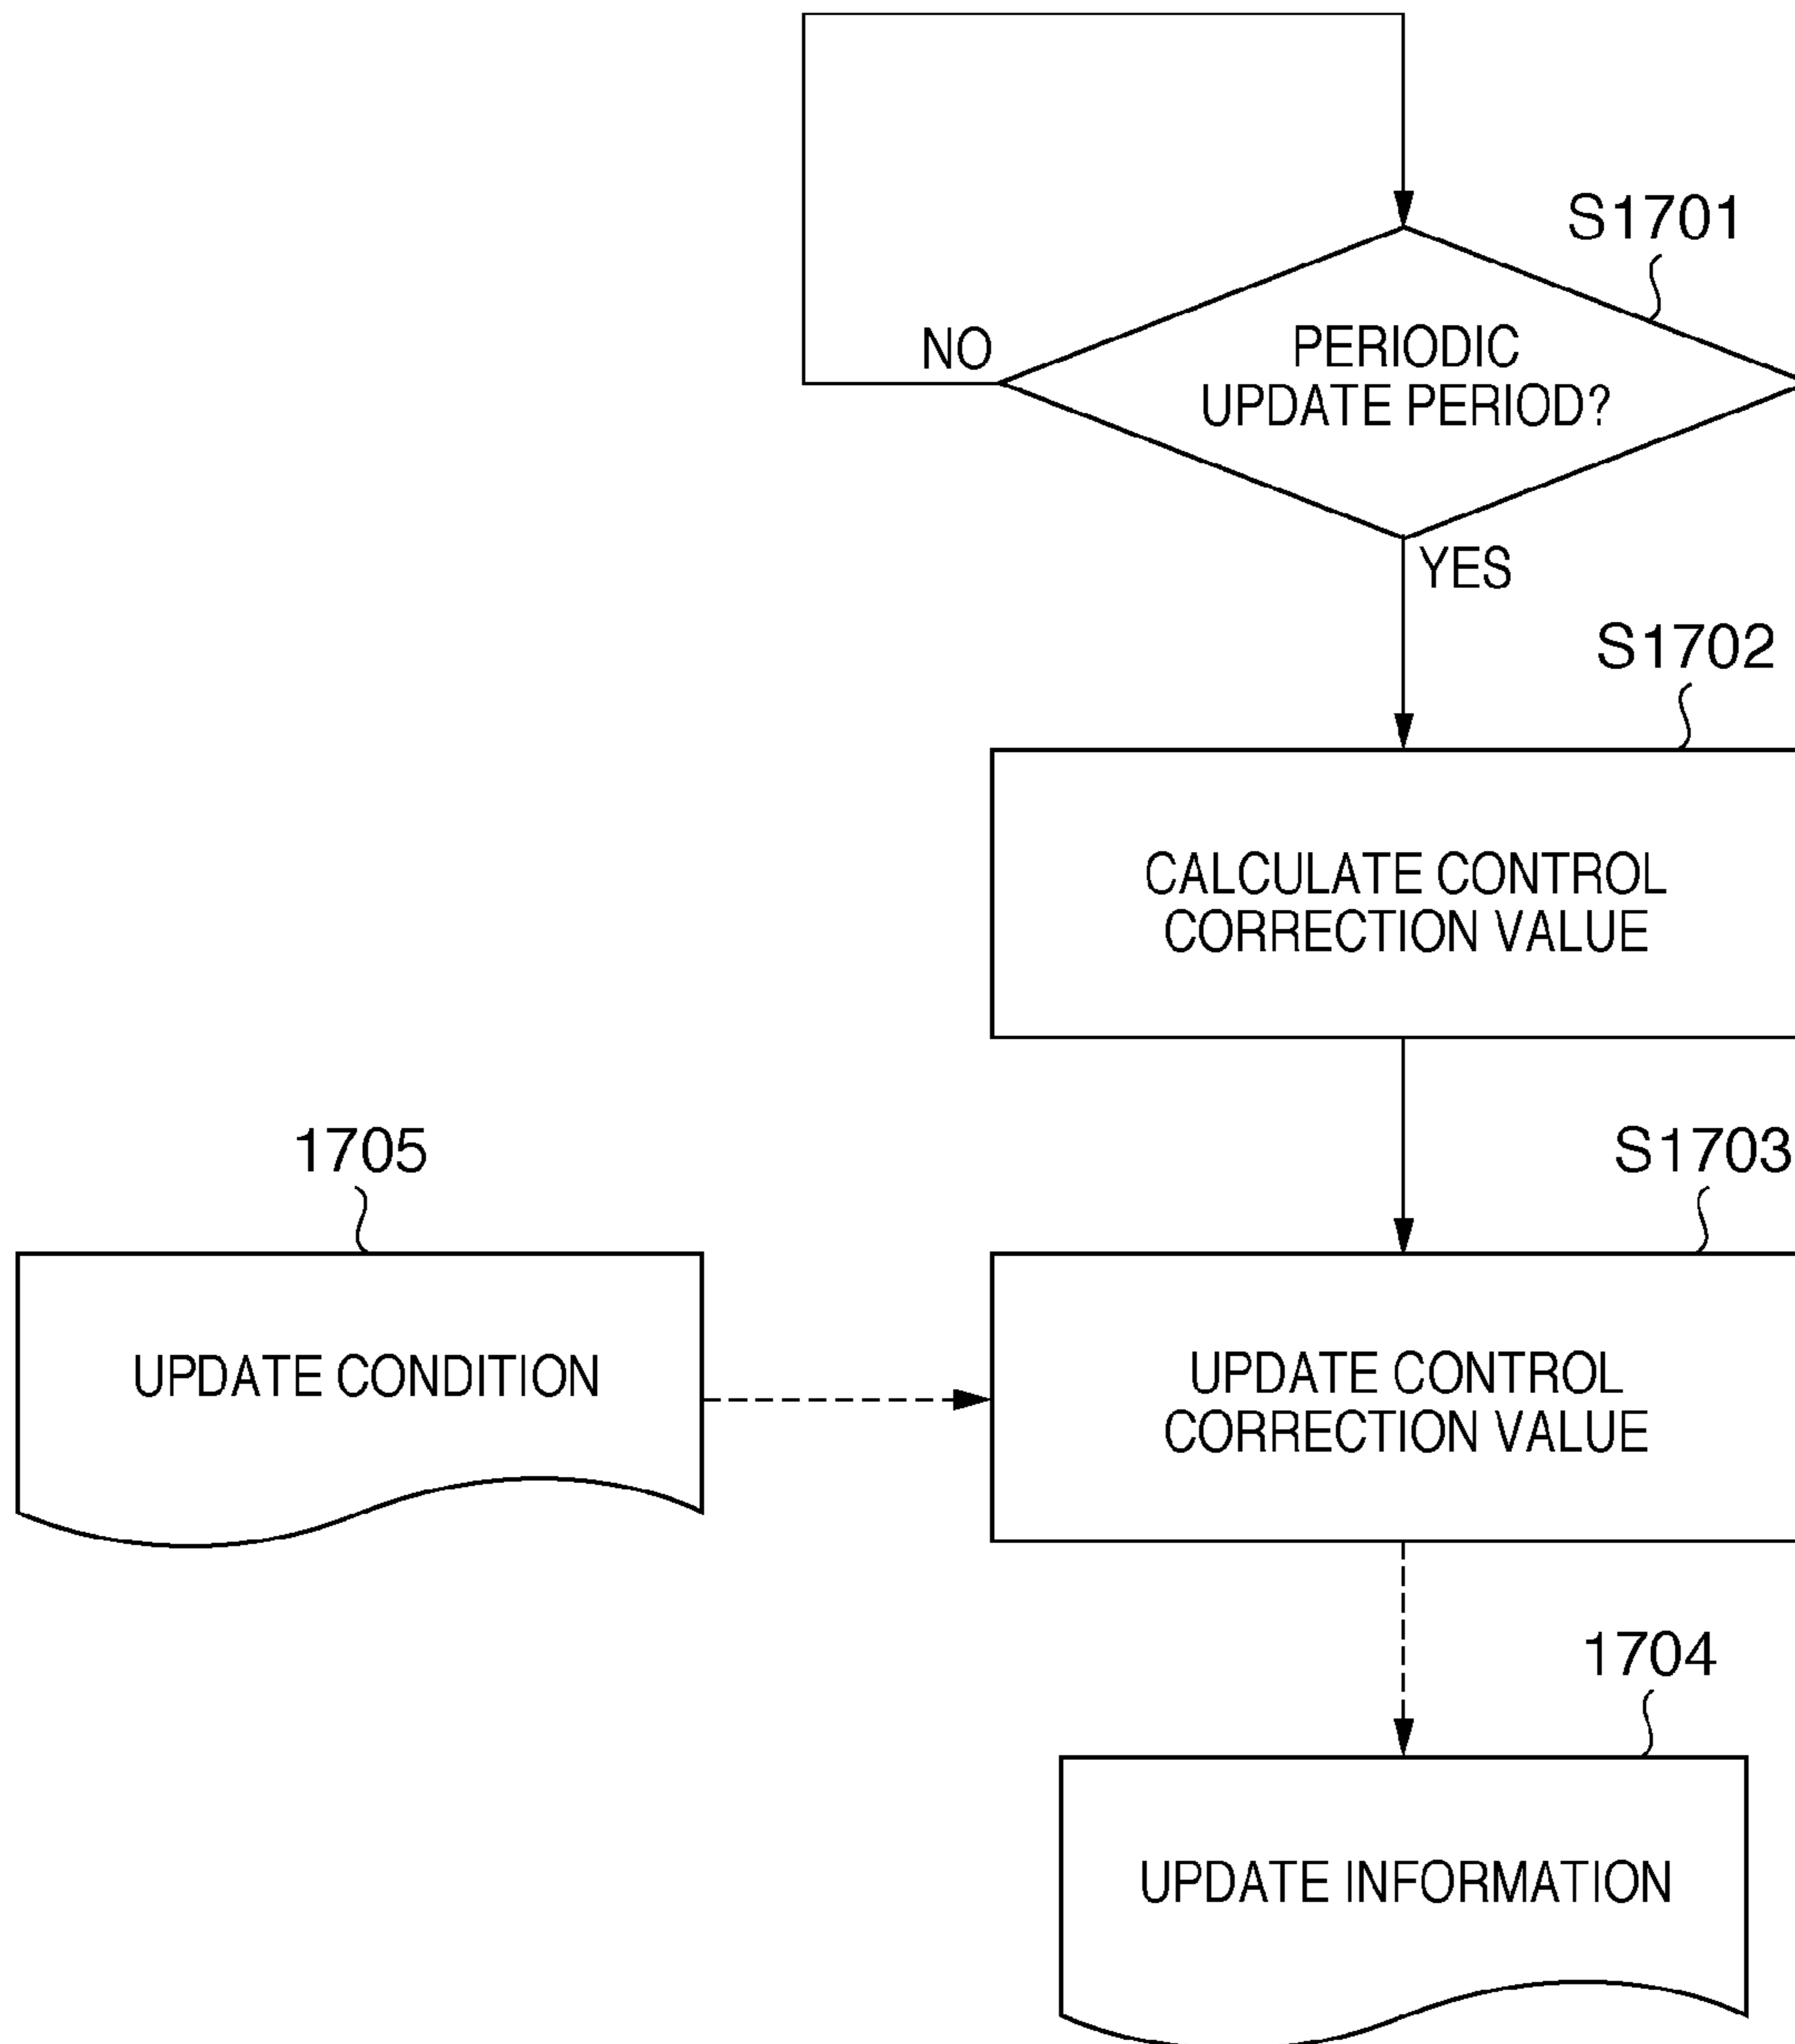 S1701
NO
PERIODIC
UPDATE PERIOD?
YES
S1702
CALCULATE CONTROL
CORRECTION VALUE
1705
S1703
UPDATE CONDITION
UPDATE CONTROL
CORRECTION VALUE
1704
UPDATE INFORMATION